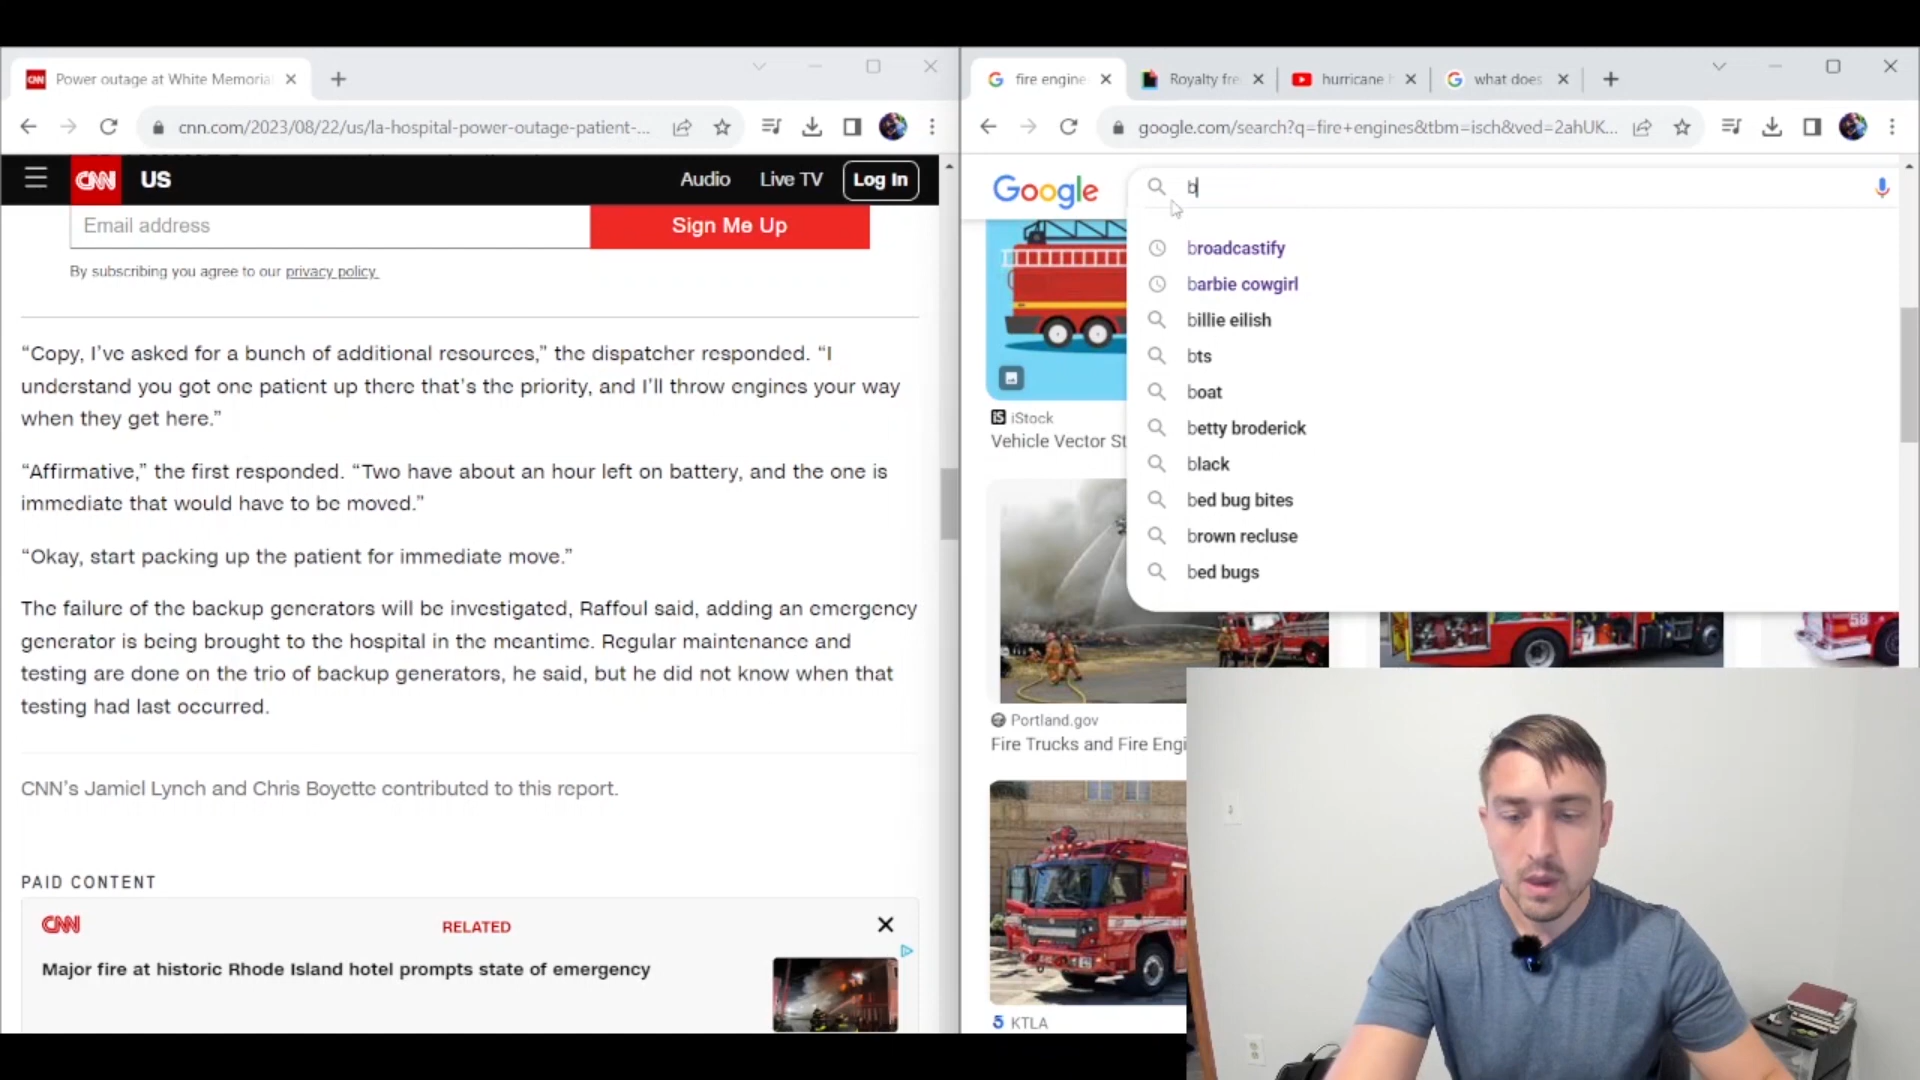 CNN Power outage at White Memoria
cnn.com/2023/08/22/us/la-hospital-power-outage-patient-...
CNN US Audio Live TV Log In
Email address Sign Me Up
By subscribing you agree to our privacy policy.
“Copy, I’ve asked for a bunch of additional resources,” the dispatcher responded. “I
understand you got one patient up there that’s the priority, and I’ll throw engines your way
when they get here.”
“Affirmative,” the first responded. “Two have about an hour left on battery, and the one is
immediate that would have to be moved.”
“Okay, start packing up the patient for immediate move.”
The failure of the backup generators will be investigated, Raffoul said, adding an emergency
generator is being brought to the hospital in the meantime. Regular maintenance and
testing are done on the trio of backup generators, he said, but he did not know when that
testing had last occurred.
CNN’s Jamiel Lynch and Chris Boyette contributed to this report.
PAID CONTENT
CNN RELATED
Major fire at historic Rhode Island hotel prompts state of emergency
fire engine Royalty fre hurricane what does
google.com/search?q=fire+engines&tbm=isch&ved=2ahUK...
Google b
broadcastify
barbie cowgirl
billie eilish
bts
boat
betty broderick
black
bed bug bites
brown recluse
bed bugs
iS iStock
Vehicle Vector St
Portland.gov
Fire Trucks and Fire Engi
58
5 KTLA